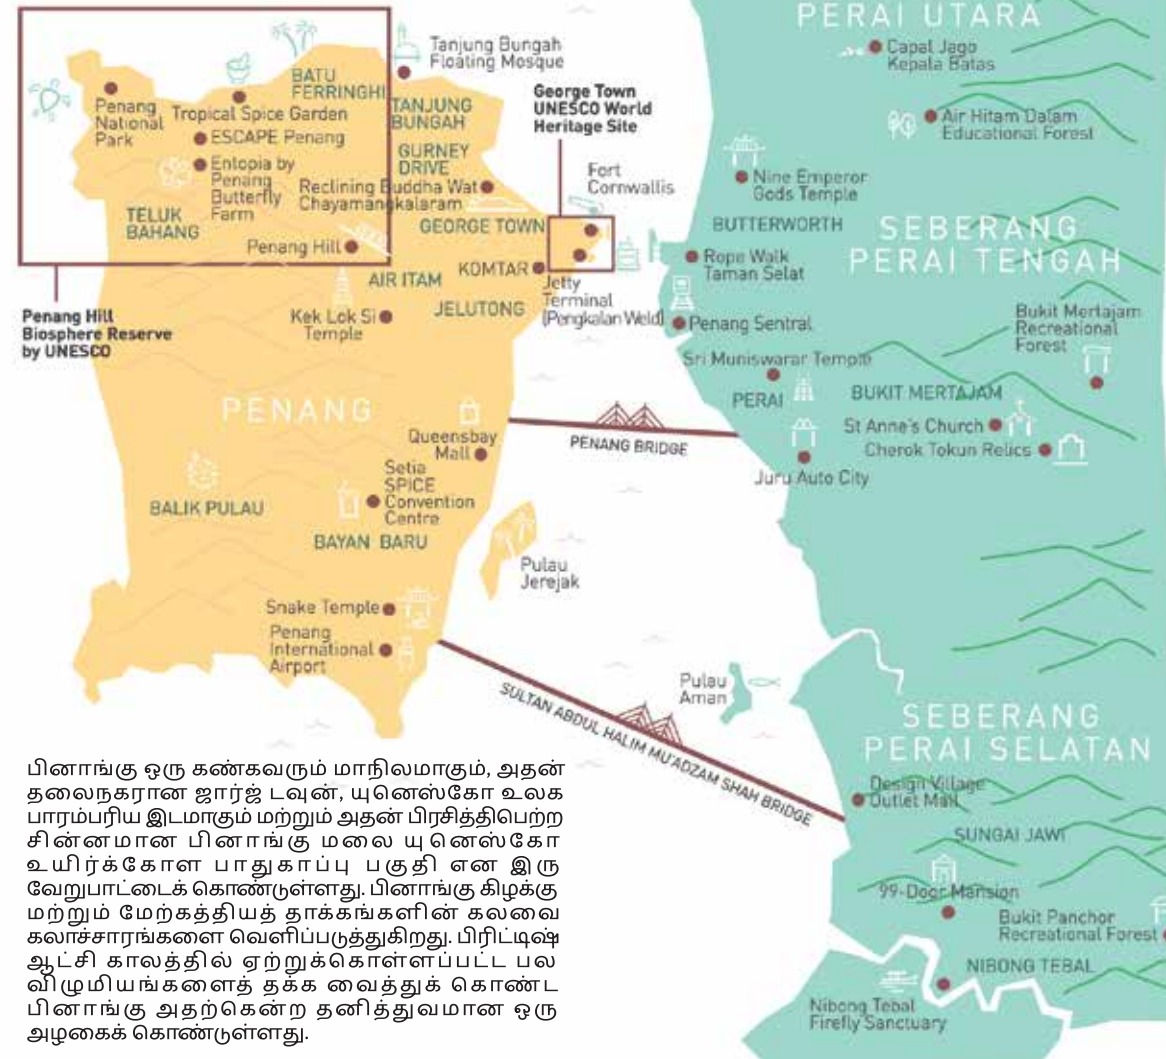 PERAI UTARA
Capal Jago
Kepala Batas
Air Hitam Dalam
Educational Forest
Tanjung Bungah
Floating Mosque
BATU
FERRINGHI
TANJUNG
BUNGAH
Penang
National
Park
Tropical Spice Garden
ESCAPE Penang
Entopia by
Penang
Butterfly
Farm
GURNEY
DRIVE
Reclining Buddha Wat
Chayamangkalaram
TELUK
BAHANG
Penang Hill
George Town
UNESCO World
Heritage Site
Fort
Cornwallis
GEORGE TOWN
KOMTAR
Jetty
Terminal
(Pengkalan Weld)
AIR ITAM
JELUTONG
Kek Lok Si
Temple
Penang Hill
Biosphere Reserve
by UNESCO
Nine Emperor
Gods Temple
BUTTERWORTH
SEBERANG
PERAI TENGAH
Rope Walk
Taman Selat
Penang Sentral
Bukit Mertajam
Recreational
Forest
Sri Muniswarar Temple
PERAI
BUKIT MERTAJAM
St Anne's Church
Cherok Tokun Relics
Juru Auto City
PENANG
PENANG BRIDGE
Queensbay
Mall
Setia
SPICE
Convention
Centre
BALIK PULAU
BAYAN BARU
Pulau
Jerejak
Snake Temple
Penang
International
Airport
Pulau
Aman
SULTAN ABDUL HALIM MU'ADZAM SHAH BRIDGE
SEBERANG
PERAI SELATAN
Design Village
Outlet Mall
SUNGAI JAWI
99-Door Mansion
Bukit Panchor
Recreational Forest
NIBONG TEBAL
Nibong Tebal
Firefly Sanctuary
பினாங்கு ஒரு கண்கவரும் மாநிலமாகும், அதன்
தலைநகரான ஜார்ஜ் டவுன், யுனெஸ்கோ உலக
பாரம்பரிய இடமாகும் மற்றும் அதன் பிரசித்திபெற்ற
சின்னமான பினாங்கு மலை யுனெஸ்கோ
உயிர்க்கோள பாதுகாப்பு பகுதி என இரு
வேறுபாட்டைக் கொண்டுள்ளது. பினாங்கு கிழக்கு
மற்றும் மேற்கத்தியத் தாக்கங்களின் கலவை
கலாச்சாரங்களை வெளிப்படுத்துகிறது. பிரிட்டிஷ்
ஆட்சி காலத்தில் ஏற்றுக்கொள்ளப்பட்ட பல
விழுமியங்களைத் தக்க வைத்துக் கொண்ட
பினாங்கு அதற்கென்ற தனித்துவமான ஒரு
அழகைக் கொண்டுள்ளது.